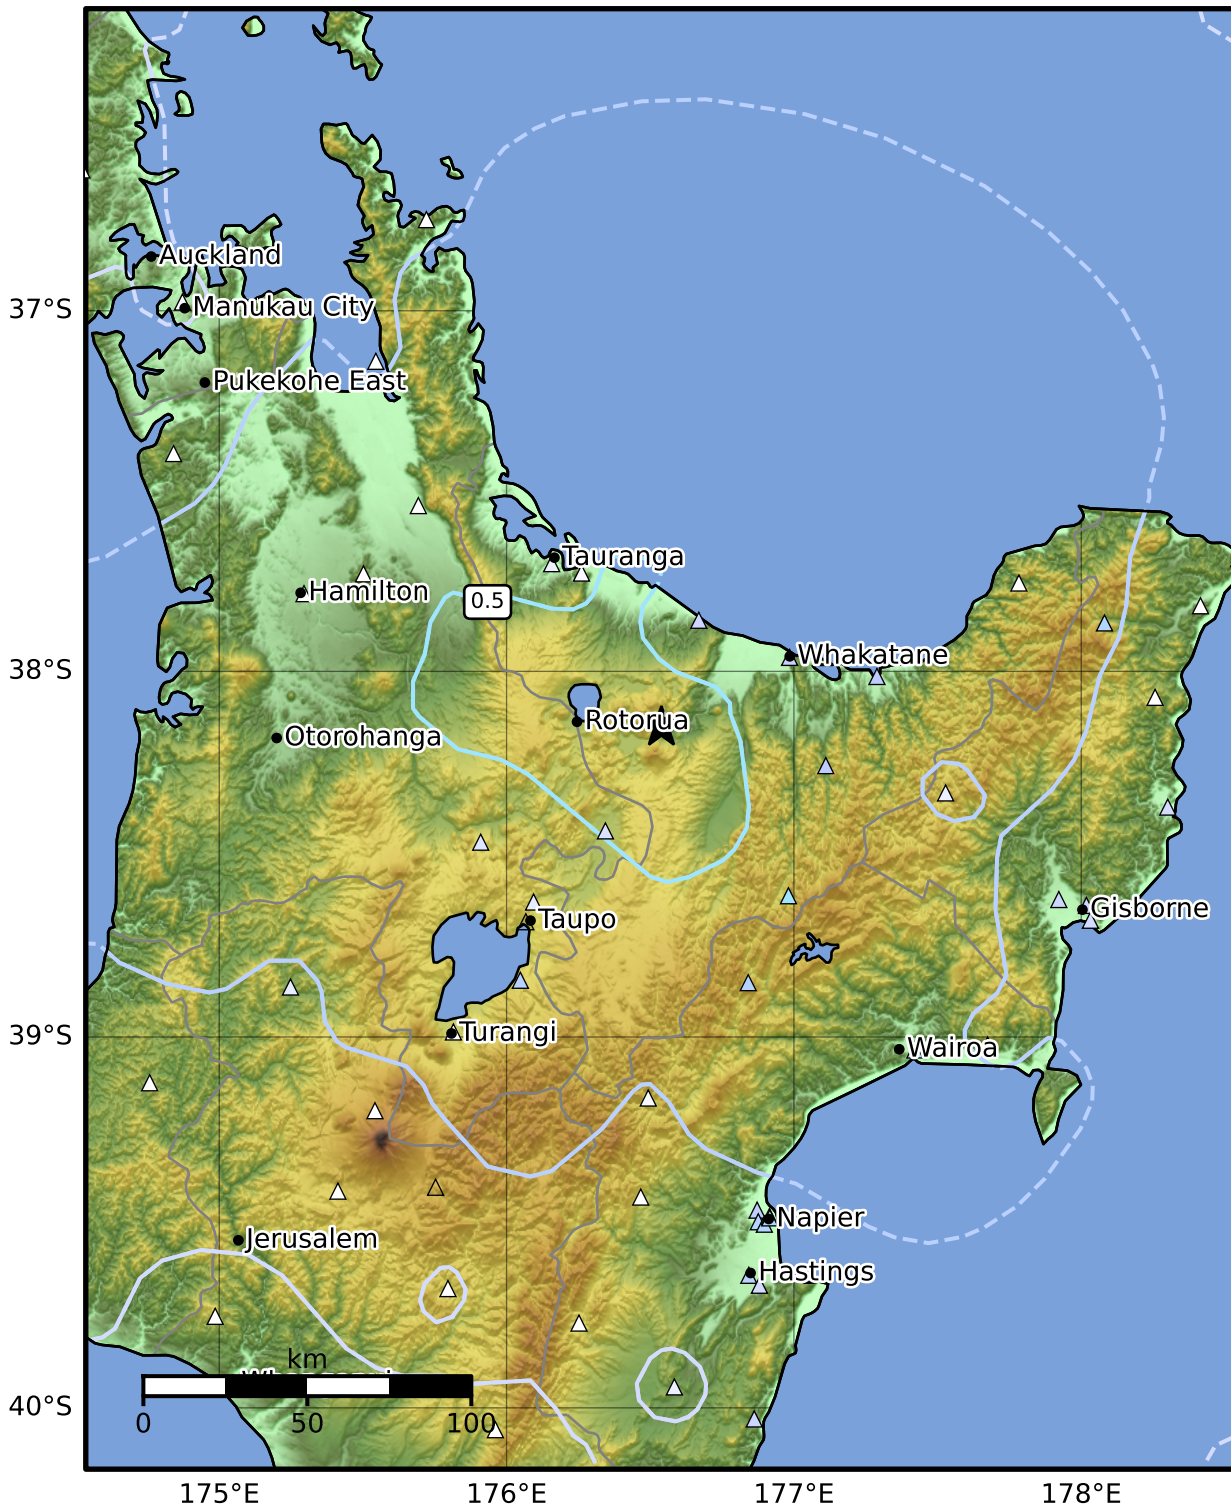 Auckland
37°S
Manukau City
Pukekohe East
Tauranga
Hamilton
0.5
38°S
Whakatane
Rotorua
Otorohanga
Gisborne
Taupo
39°S
Turangi
Wairoa
Napier
Jerusalem
Hastings
km
40°S
0
50
100
175°E
176°E
177°E
178°E